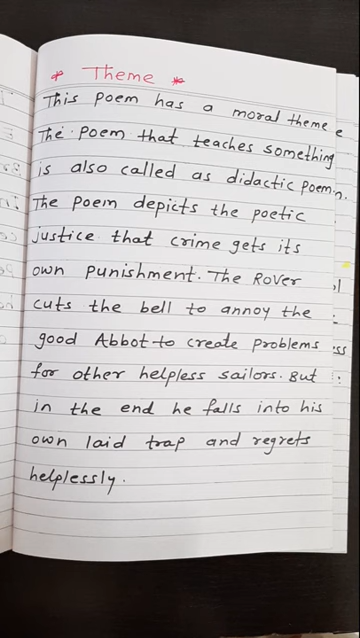 * Theme *
This Poem has a moral theme
The Poem that teaches something
is also called as didactic Poem.
The Poem depicts the poetic
justice that crime gets its
own Punishment. The Rover
cuts the bell to annoy the
good Abbot to create Problems
for other helpless sailors. But
in the end he falls into his
own laid trap and regrets
helplessly.